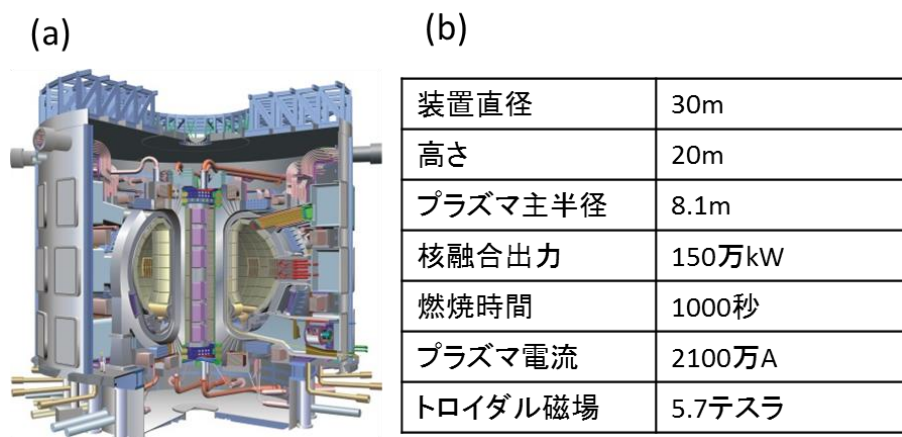 (a)
(b)
装置直径 30m
高さ 20m
プラズマ主半径 8.1m
核融合出力 150万kW
燃焼時間 1000秒
プラズマ電流 2100万A
トロイダル磁場 5.7テスラ